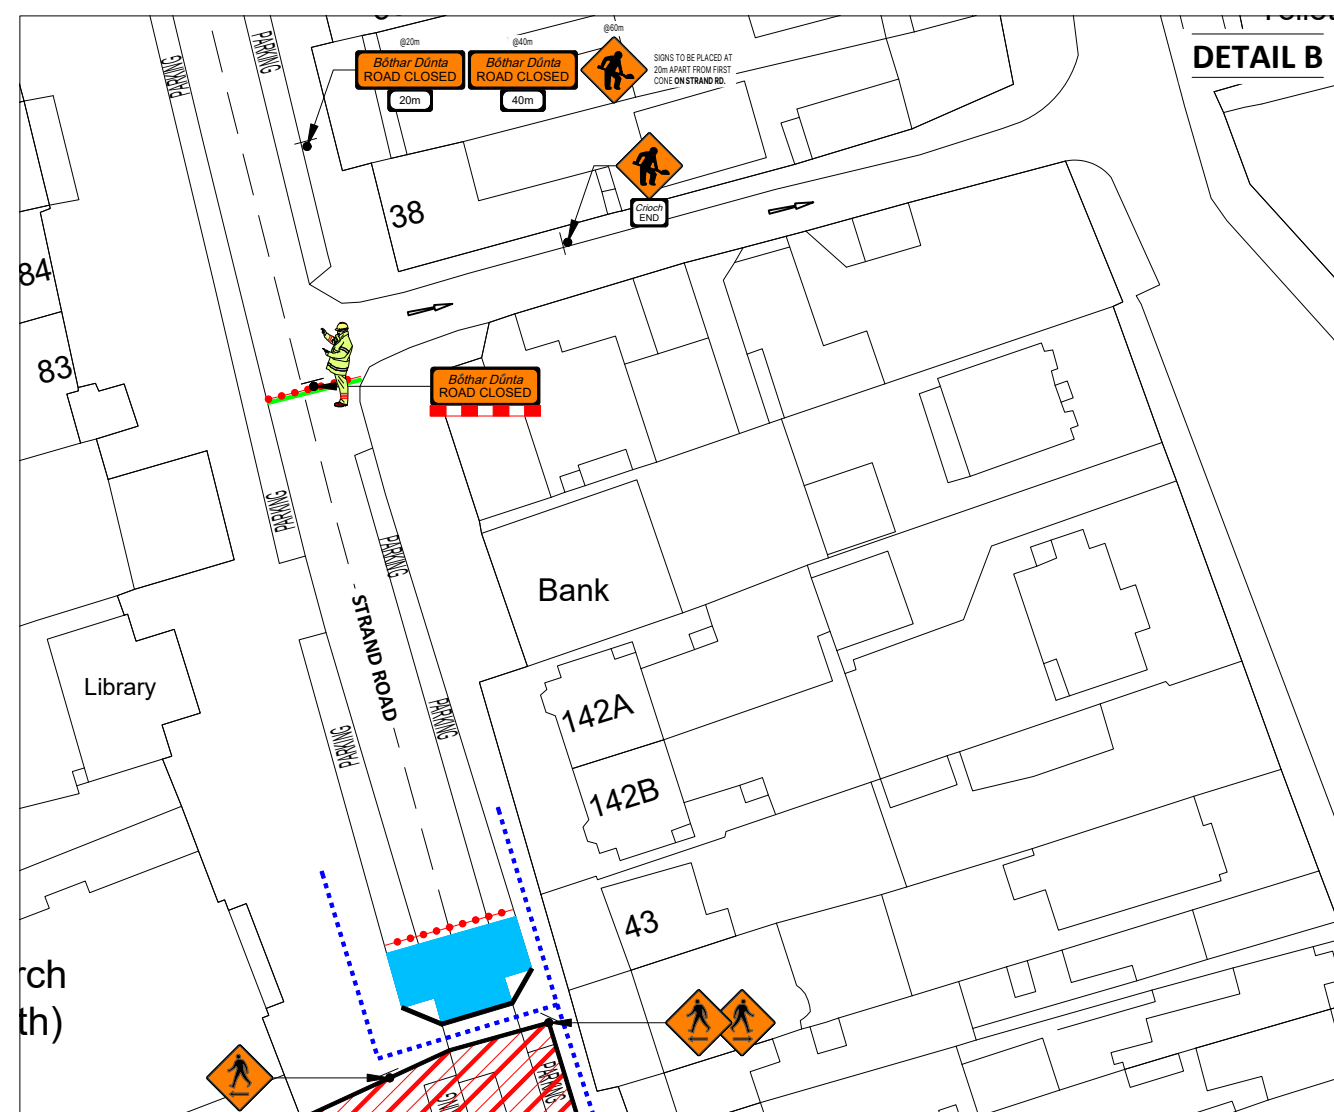 DETAIL B
@20m
@40m
@60m
Bóthar Dúnta
ROAD CLOSED
20m
Bóthar Dúnta
ROAD CLOSED
40m
SIGNS TO BE PLACED AT
20m APART FROM FIRST
CONE ON STRAND RD.
PARKING
PARKING
Críoch
END
38
84
83
Bóthar Dúnta
ROAD CLOSED
PARKING
PARKING
Bank
STRAND ROAD
Library
PARKING
PARKING
142A
142B
43
rch
th)
PARKING